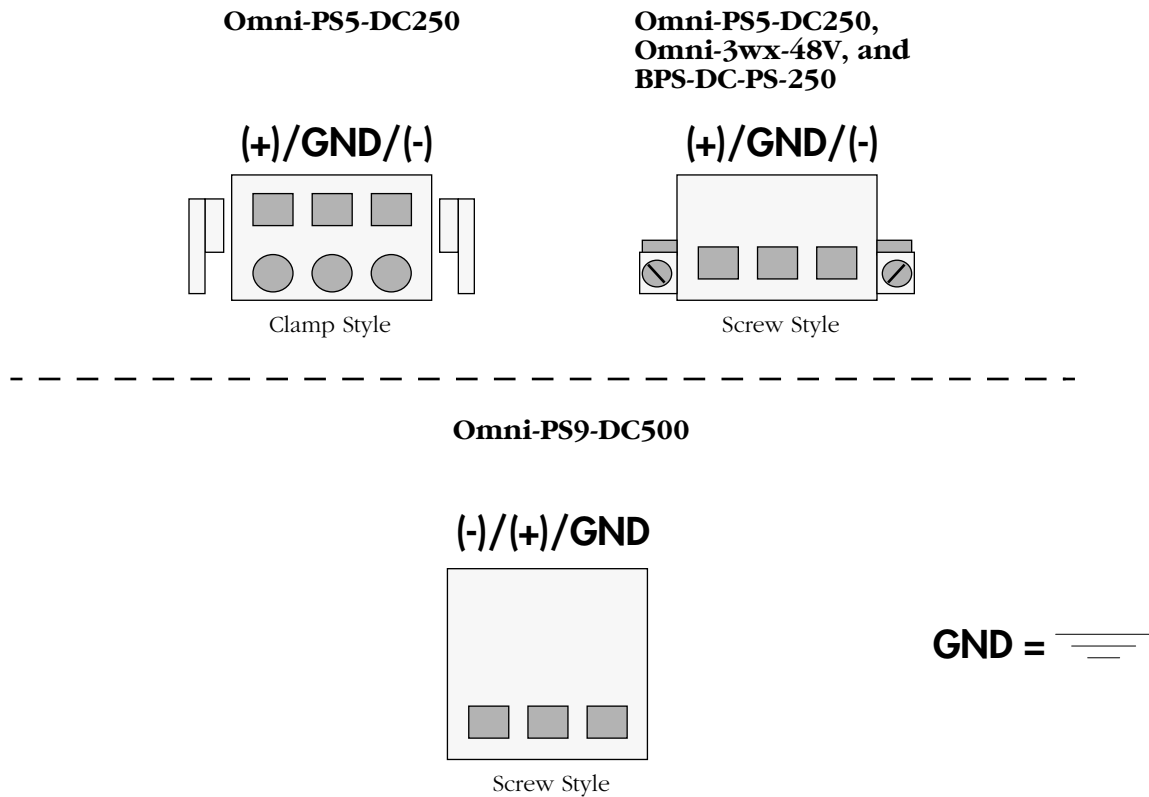 Omni-PS5-DC250
Omni-PS5-DC250,
Omni-3wx-48V, and
BPS-DC-PS-250
(+)/GND/(-)
(+)/GND/(-)
Clamp Style
Screw Style
Omni-PS9-DC500
(-)/(+)/GND
GND =
Screw Style